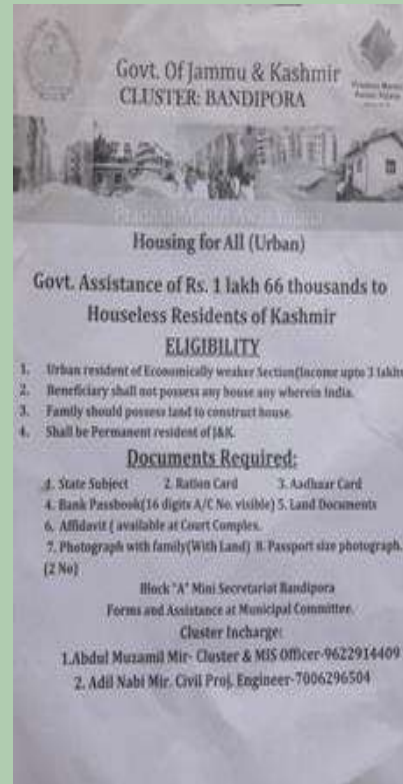 Govt. Of Jammu & Kashmir
CLUSTER: BANDIPORA
Pradhan Mantri Awas Yojna
Housing for All (Urban)
Govt. Assistance of Rs. 1 lakh 66 thousands to
Houseless Residents of Kashmir
ELIGIBILITY
1. Urban resident of Economically weaker Section(Income upto 3 lakhs
2. Beneficiary shall not possess any house any wherein India.
3. Family should possess land to construct house.
4. Shall be Permanent resident of J&K.
Documents Required:
1. State Subject 2. Ration Card 3. Aadhaar Card
4. Bank Passbook(16 digits A/C No. visible) 5. Land Documents
6. Affidavit ( available at Court Complex.
7. Photograph with family(With Land) 8. Passport size photograph.
(2 No)
Block "A" Mini Secretariat Bandipora
Forms and Assistance at Municipal Committee.
Cluster Incharge:
1.Abdul Muzamil Mir- Cluster & MIS Officer-9622914409
2. Adil Nabi Mir. Civil Proj. Engineer-7006296504